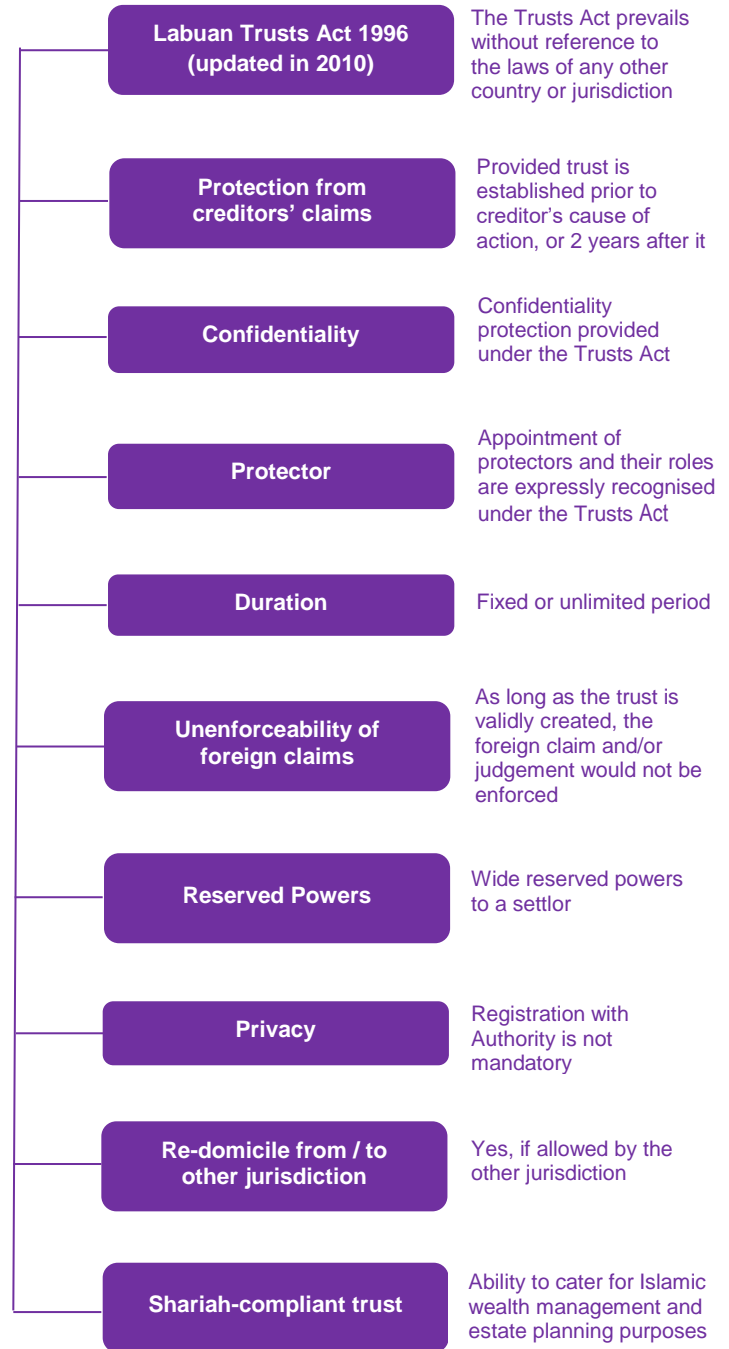 Labuan Trusts Act 1996
(updated in 2010)
The Trusts Act prevails
without reference to
the laws of any other
country or jurisdiction
Protection from
creditors' claims
Provided trust is
established prior to
creditor's cause of
action, or 2 years after it
Confidentiality
Confidentiality
protection provided
under the Trusts Act
Protector
Appointment of
protectors and their roles
are expressly recognised
under the Trusts Act
Duration
Fixed or unlimited period
Unenforceability of
foreign claims
As long as the trust is
validly created, the
foreign claim and/or
judgement would not be
enforced
Reserved Powers
Wide reserved powers
to a settlor
Privacy
Registration with
Authority is not
mandatory
Re-domicile from / to
other jurisdiction
Yes, if allowed by the
other jurisdiction
Shariah-compliant trust
Ability to cater for Islamic
wealth management and
estate planning purposes